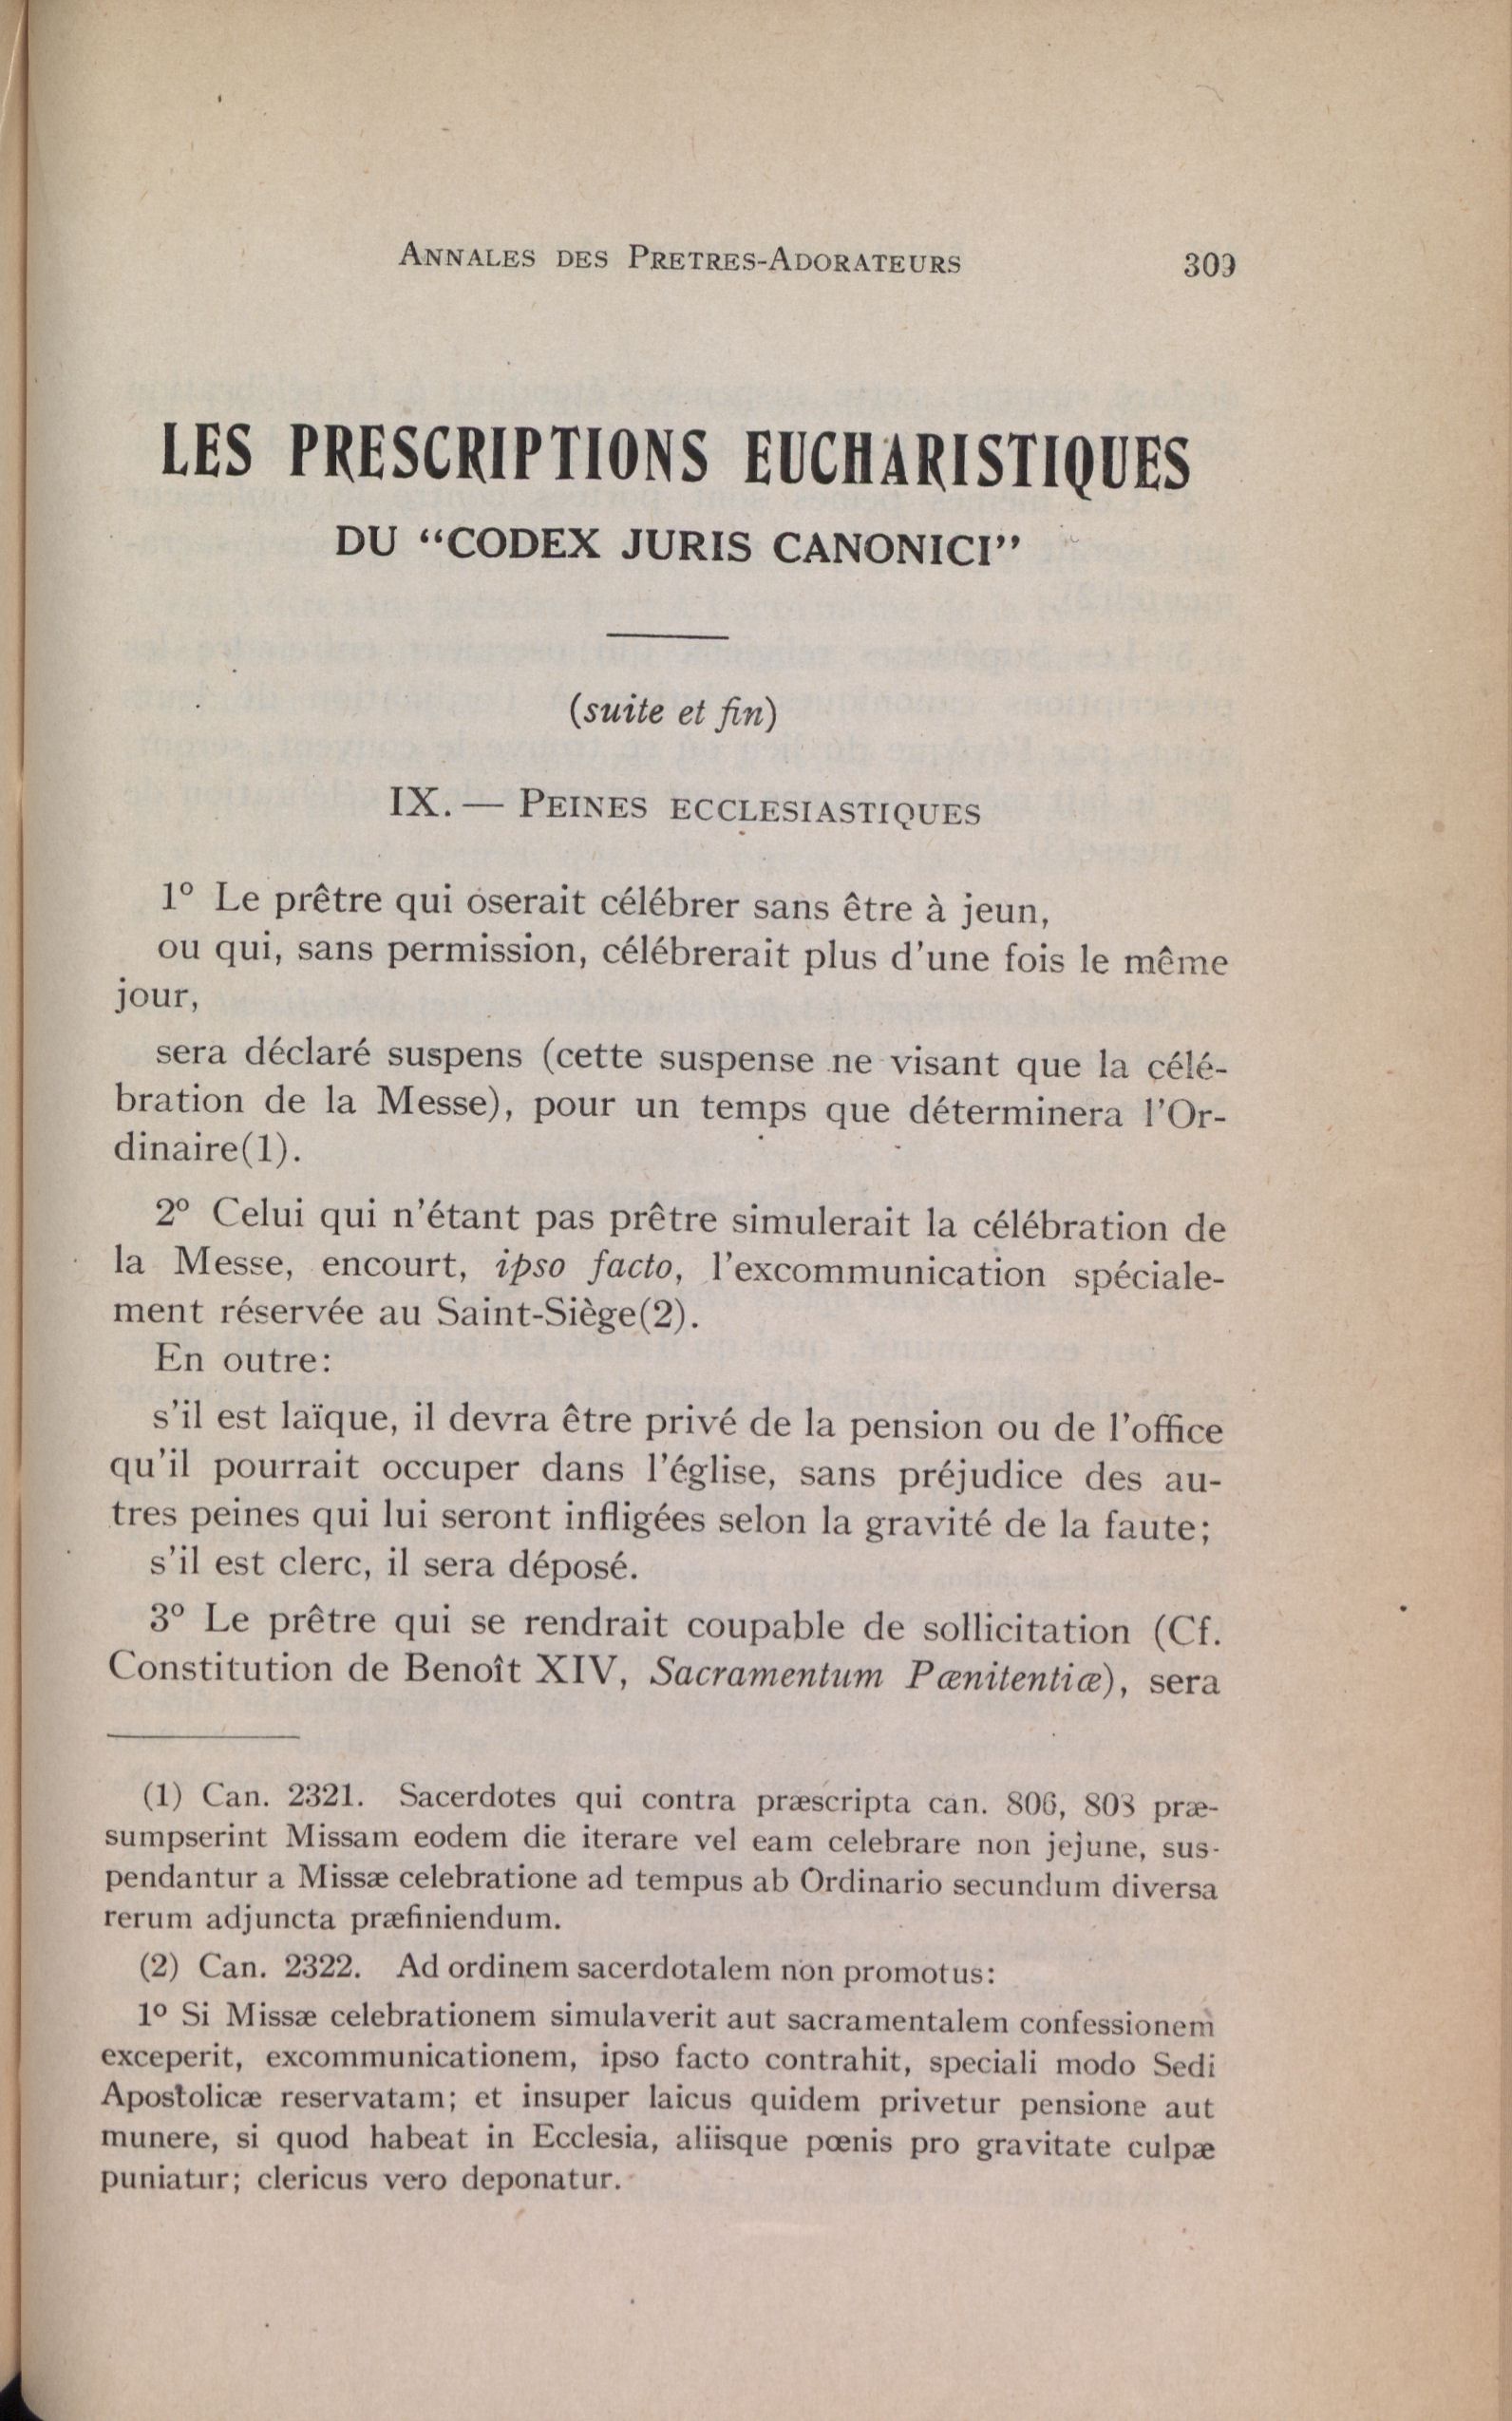 ANNALES DES PRETRES-ADORATEURS 309
LES PRESCRIPTIONS EUCHARISTIQUES
DU “CODEX JURIS CANONICI”
(suite et fin)
IX. — PEINES ECCLESIASTIQUES
1º Le prêtre qui oserait célébrer sans être à jeun,
ou qui, sans permission, célébrerait plus d'une fois le même
jour,
sera déclaré suspens (cette suspense ne visant que la célé-
bration de la Messe), pour un temps que déterminera l'Or-
dinaire(1).
2º Celui qui n'étant pas prêtre simulerait la célébration de
la Messe, encourt, ipso facto, l'excommunication spéciale-
ment réservée au Saint-Siège(2).
En outre:
s'il est laïque, il devra être privé de la pension ou de l'office
qu'il pourrait occuper dans l'église, sans préjudice des au-
tres peines qui lui seront infligées selon la gravité de la faute;
s'il est clerc, il sera déposé.
3º Le prêtre qui se rendrait coupable de sollicitation (Cf.
Constitution de Benoît XIV, Sacramentum Pœnitentiæ), sera
(1) Can. 2321. Sacerdotes qui contra præscripta can. 806, 808 præ-
sumpserint Missam eodem die iterare vel eam celebrare non jejune, sus-
pendantur a Missæ celebratione ad tempus ab Ordinario secundum diversa
rerum adjuncta præfiniendum.
(2) Can. 2322. Ad ordinem sacerdotalem non promotus:
1º Si Missæ celebrationem simulaverit aut sacramentalem confessionem
exceperit, excommunicationem, ipso facto contrahit, speciali modo Sedi
Apostolicæ reservatam; et insuper laicus quidem privetur pensione aut
munere, si quod habeat in Ecclesia, aliisque pœnis pro gravitate culpæ
puniatur; clericus vero deponatur.